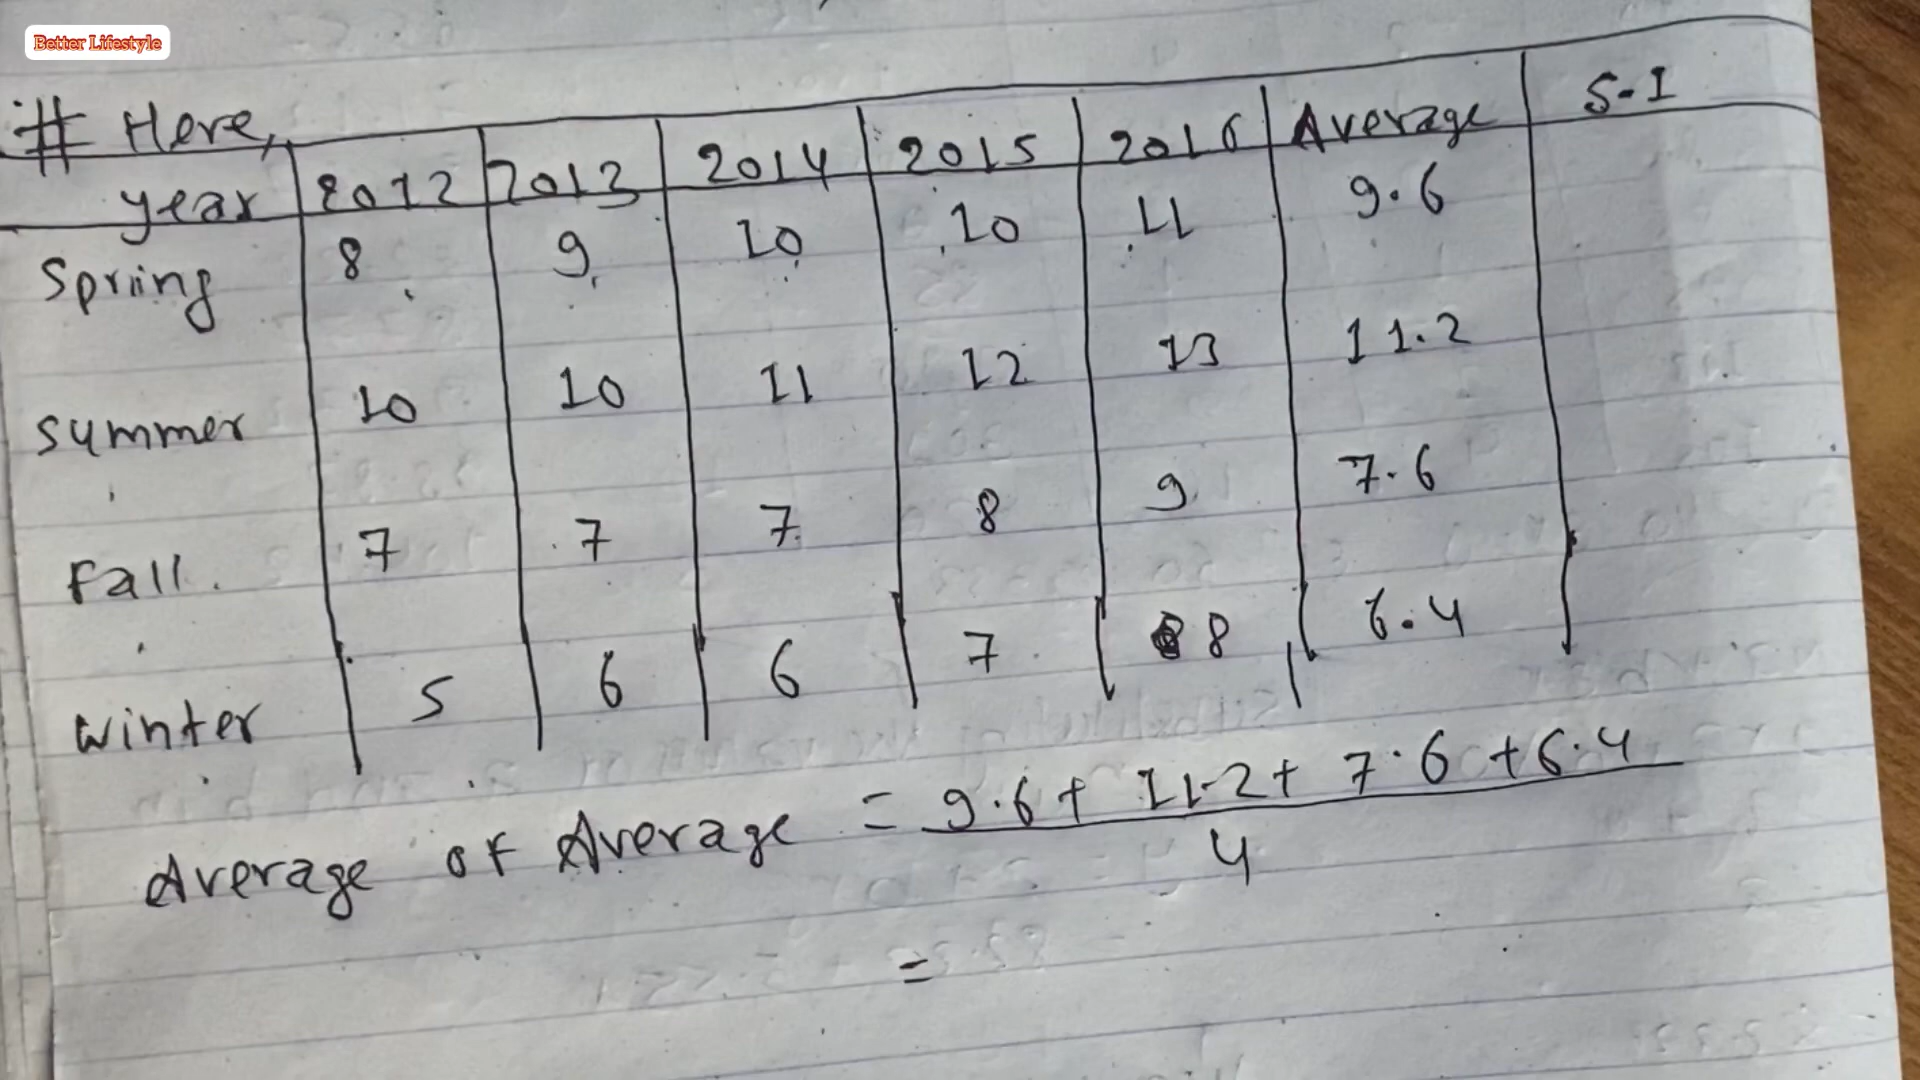 Better Lifestyle
# Here,
year 2012 2013 2014 2015 2016 Average S-I
Spring 8 9 10 10 11 9.6
Summer 10 10 11 12 13 11.2
Fall. 7 7 7 8 9 7.6
Winter 5 6 6 7 8 6.4
Average of Average = 9.6 + 11.2 + 7.6 + 6.4
4
=